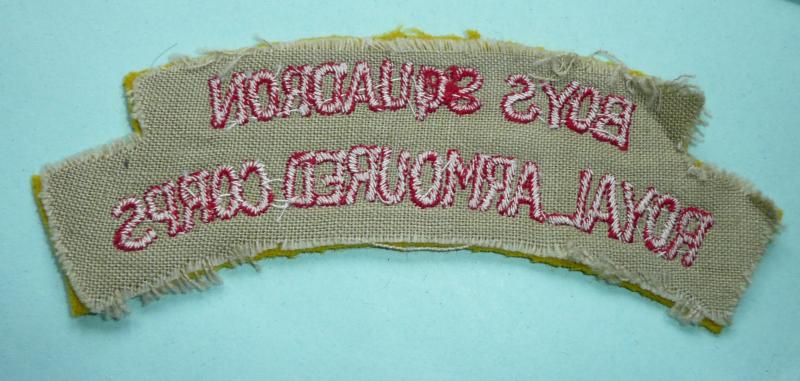 BOYS SQUADRON
ROYAL ARMOURED CORPS